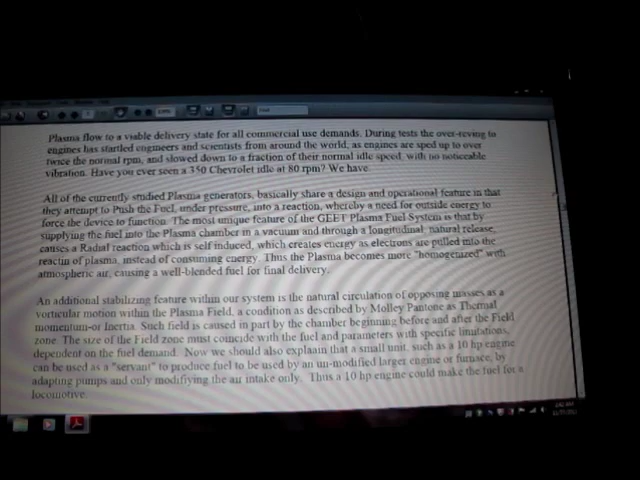 Plasma flow to a viable delivery state for all commercial use demands. During tests the over-reving to
engines has startled engineers and scientists from around the world, as engines are sped up to over
twice the normal rpm, and slowed down to a fraction of their normal idle speed, with no noticeable
vibration. Have you ever seen a 350 Chevrolet idle at 80 rpm? We have
All of the currently studied Plasma generators, basically share a design and operational feature in that
they attempt to Push the Fuel, under pressure, into a reaction, whereby a need for outside energy to
force the device to function. The most unique feature of the GEET Plasma Fuel System is that by
supplying the fuel into the Plasma chamber in a vacuum and through a longitudinal, natural release,
causes a Radial reaction which is self induced, which creates energy as electrons are pulled into the
reactin of plasma, instead of consuming energy. Thus the Plasma becomes more "homogenized" with
atmospheric air, causing a well-blended fuel for final delivery.
An additional stabilizing feature within our system is the natural circulation of opposing masses as a
vorticular motion within the Plasma Field, a condition as described by Molley Pantone as Thermal
momentum-or Inertia. Such field is caused in part by the chamber beginning before and after the Field
zone. The size of the Field zone must coincide with the fuel and parameters with specific limitations,
dependent on the fuel demand. Now we should also explaain that a small unit, such as a 10 hp engine
can be used as a "servant" to produce fuel to be used by an un-modified larger engine or furnace, by
adapting pumps and only modifiying the air intake only. Thus a 10 hp engine could make the fuel for a
locomotive.